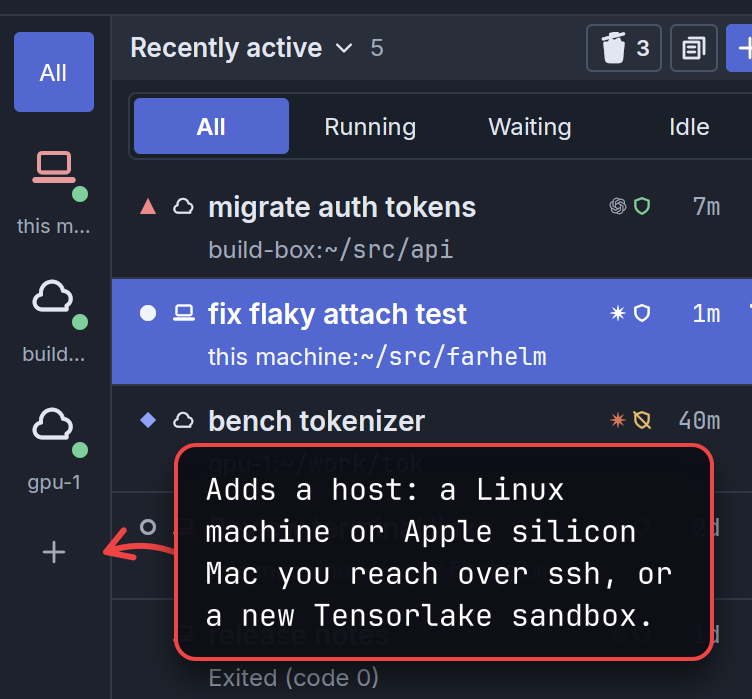 All
Recently active 5
3
All Running Waiting Idle
this m...
migrate auth tokens 7m
build-box:~/src/api
build...
fix flaky attach test 1m
this machine:~/src/farhelm
gpu-1
bench tokenizer 40m
gpu-1:~/work/tok
Adds a host: a Linux
machine or Apple silicon
Mac you reach over ssh, or
a new Tensorlake sandbox.
release notes
Exited (code 0)